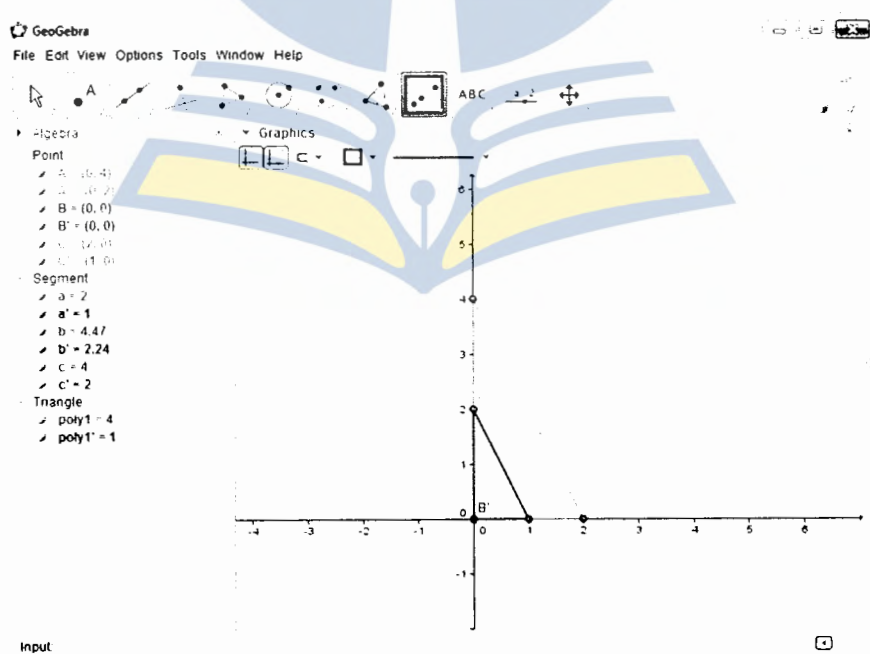 GeoGebra
File Edit View Options Tools Window Help
A
ABC
Algebra
Graphics
Point
A = (0, 4)
B = (0, 0)
B' = (0, 0)
Segment
a = 2
a' = 1
b = 4.47
b' = 2.24
c = 4
c' = 2
Triangle
poly1 = 4
poly1' = 1
6
5
4
3
2
1
0
B'
-4 -3 -2 -1 0 1 2 3 4 5 6
-1
Input: